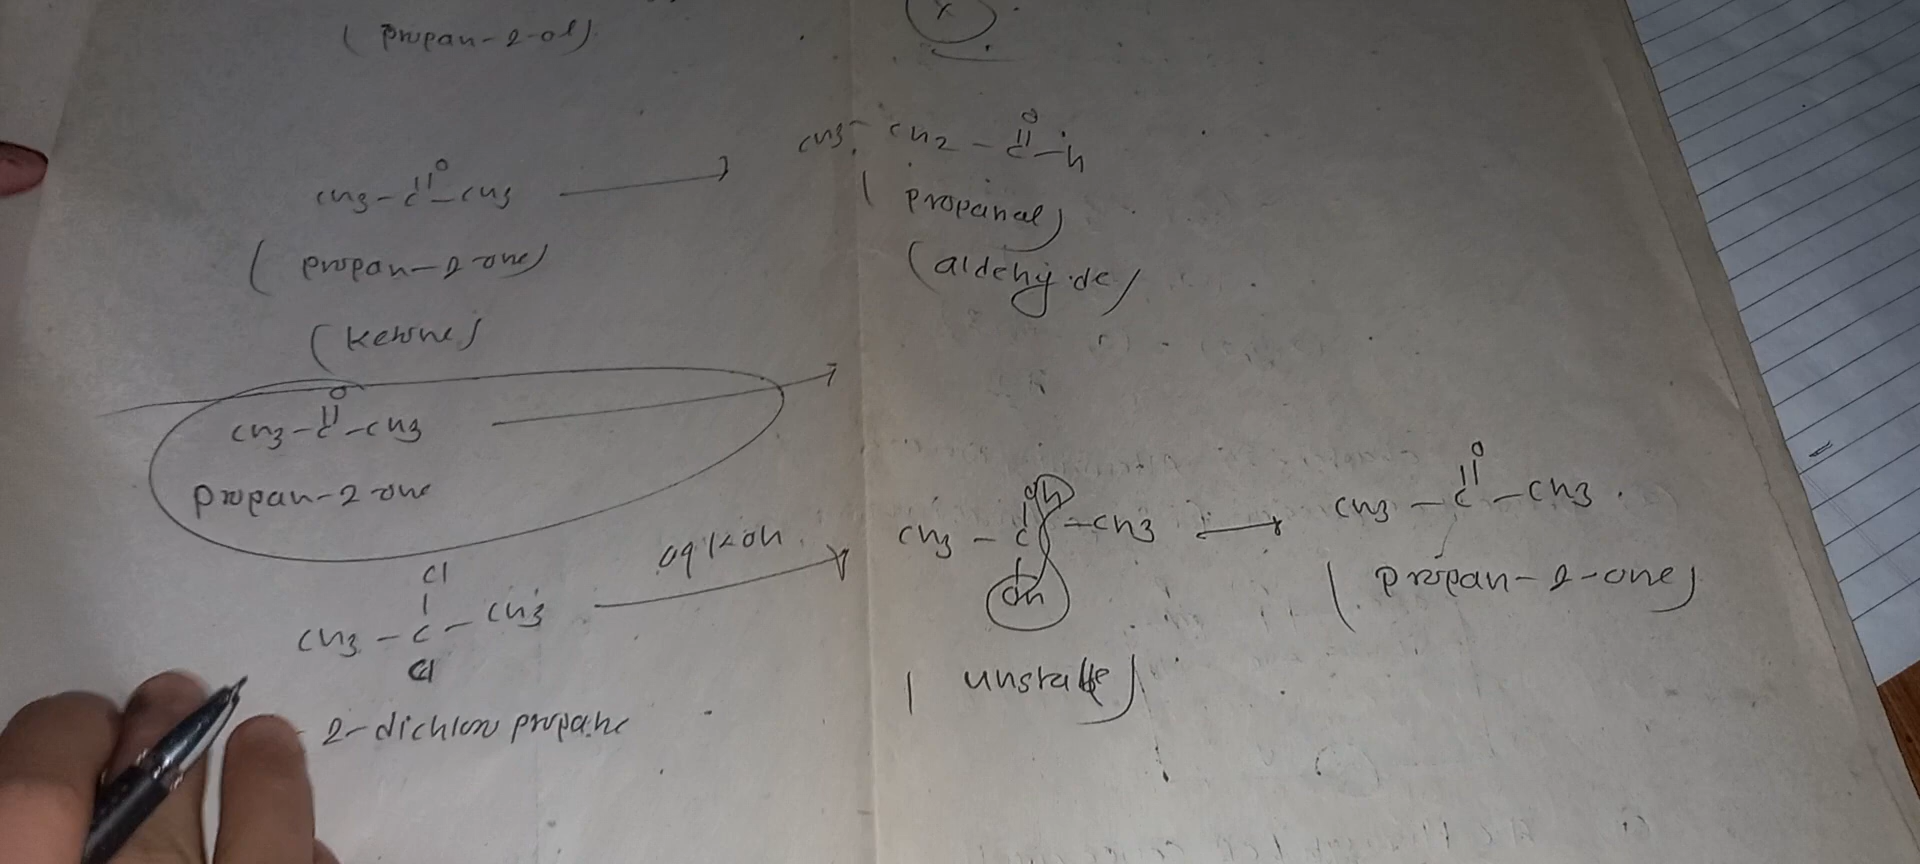 ( propan-2-ol)
x
CH3-C-CH3
O
CH3-CH2-C-H
O
(propan-2-one)
(propanal)
(ketone)
(aldehyde)
O
CH3-C-CH3
propan-2 one
Cl
CH3-C-CH3
Cl
aq KOH
OH
CH3-C-CH3
OH
O
CH3-C-CH3
(propan-2-one)
(unstable)
2-dichloro propane